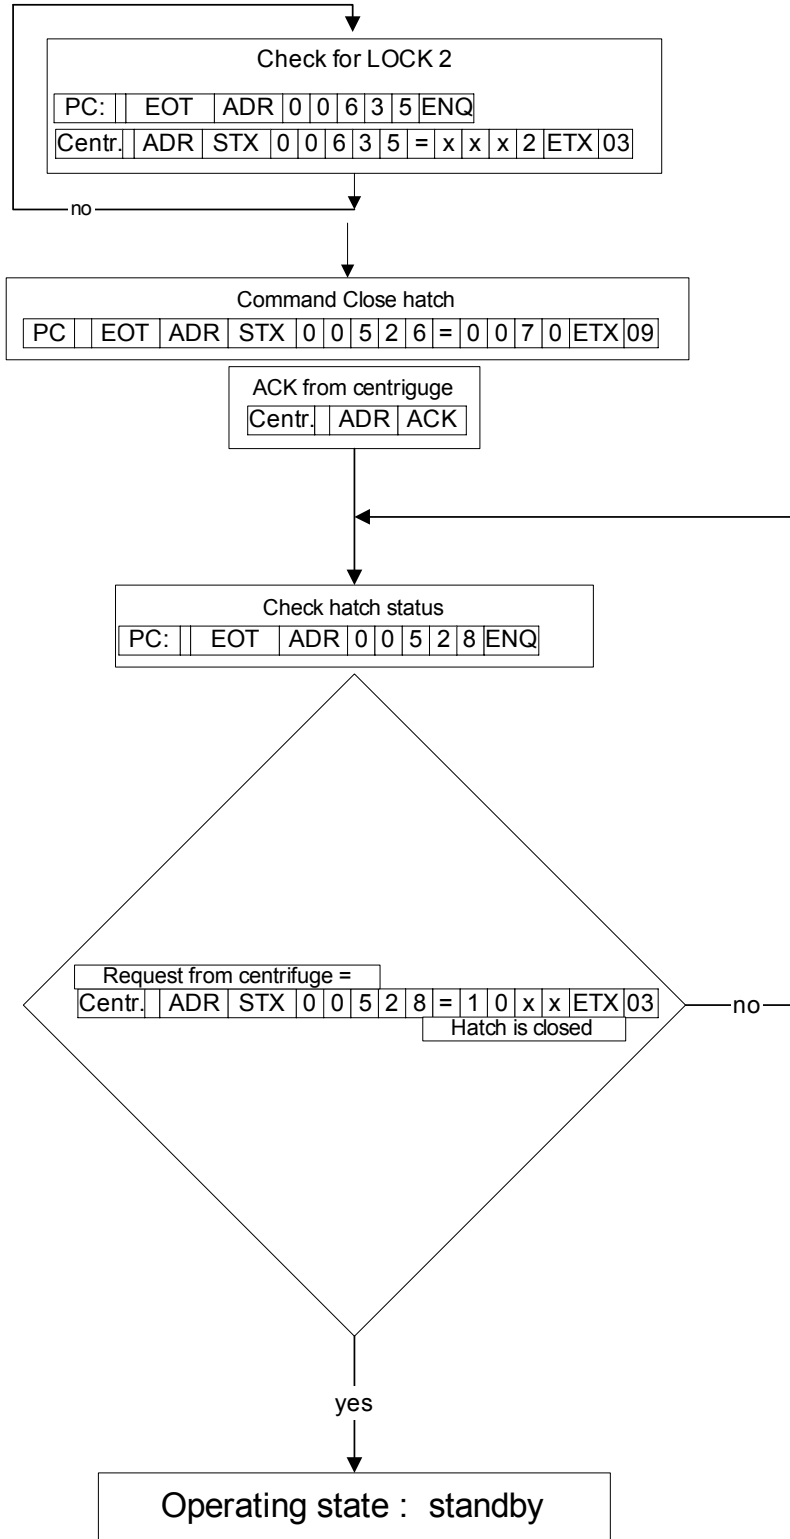 Check for LOCK 2
PC: EOT ADR 0 0 6 3 5 ENQ
Centr. ADR STX 0 0 6 3 5 = x x x 2 ETX 03
no
Command Close hatch
PC EOT ADR STX 0 0 5 2 6 = 0 0 7 0 ETX 09
ACK from centriguge
Centr. ADR ACK
Check hatch status
PC: EOT ADR 0 0 5 2 8 ENQ
Request from centrifuge =
Centr. ADR STX 0 0 5 2 8 = 1 0 x x ETX 03
no
Hatch is closed
yes
Operating state : standby